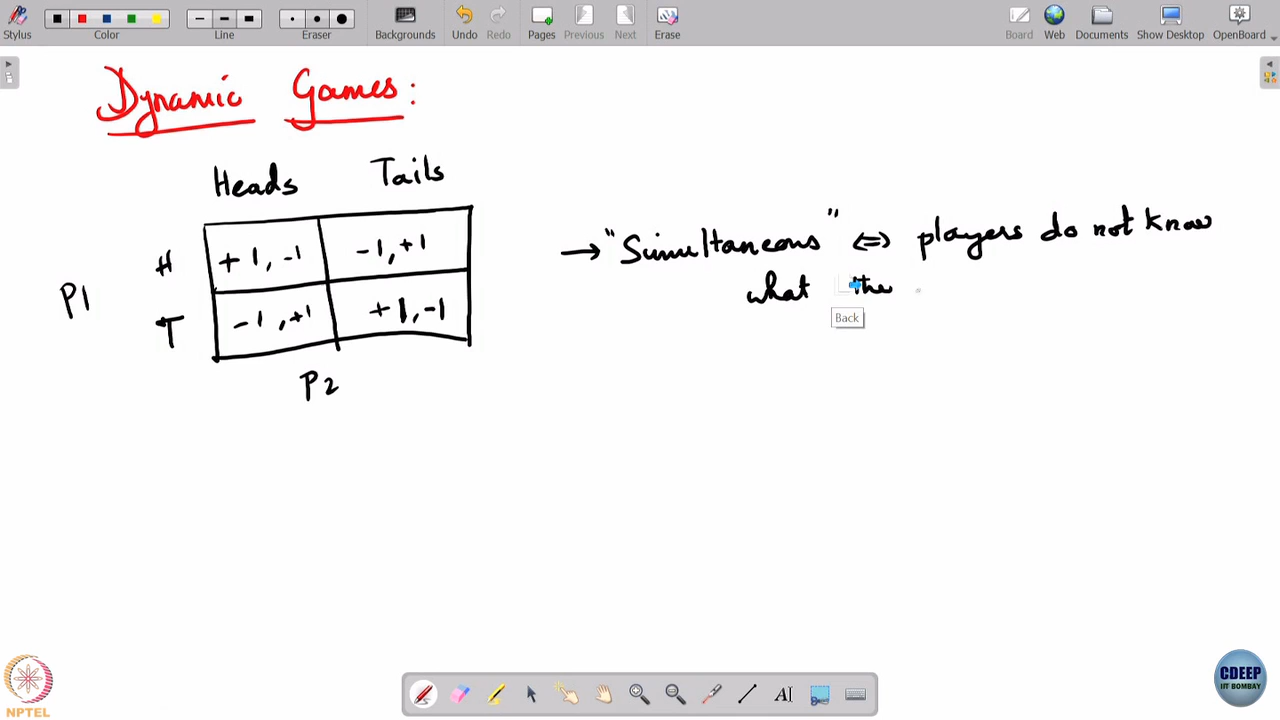 Stylus
Color
Line
Eraser
Backgrounds
Undo
Redo
Pages
Previous
Next
Erase
Board
Web
Documents
Show Desktop
OpenBoard
Dynamic Games:
Heads Tails
P1
H +1, -1 -1, +1
T -1, +1 +1, -1
P2
→ "Simultaneous" ⇔ players do not know
what the
Back
NPTEL
CDEEP
IIT BOMBAY